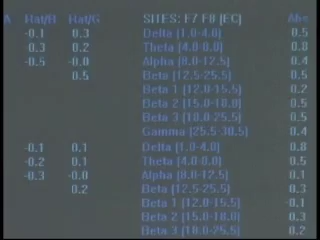 A Rat/B Rat/G SITES: F7 F8 (EC) Abs
-0.1 0.3 Delta (1.0-4.0) 0.5
-0.3 0.2 Theta (4.0-8.0) 0.8
-0.5 -0.0 Alpha (8.0-12.5) 0.4
0.5 Beta (12.5-25.5) 0.5
Beta 1 (12.0-15.5) 0.2
Beta 2 (15.0-18.0) 0.5
Beta 3 (18.0-25.5) 0.5
Gamma (25.5-30.5) 0.4
-0.1 0.1 Delta (1.0-4.0) 0.8
-0.2 0.1 Theta (4.0-8.0) 0.5
-0.3 -0.0 Alpha (8.0-12.5) 0.1
0.2 Beta (12.5-25.5) 0.3
Beta 1 (12.0-15.5) -0.1
Beta 2 (15.0-18.0) 0.3
Beta 3 (18.0-25.5) 0.2